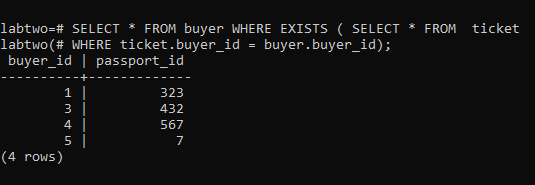 labtwo=# SELECT * FROM buyer WHERE EXISTS ( SELECT * FROM  ticket
labtwo(# WHERE ticket.buyer_id = buyer.buyer_id);
 buyer_id | passport_id
----------+-------------
        1 |         323
        3 |         432
        4 |         567
        5 |           7
(4 rows)